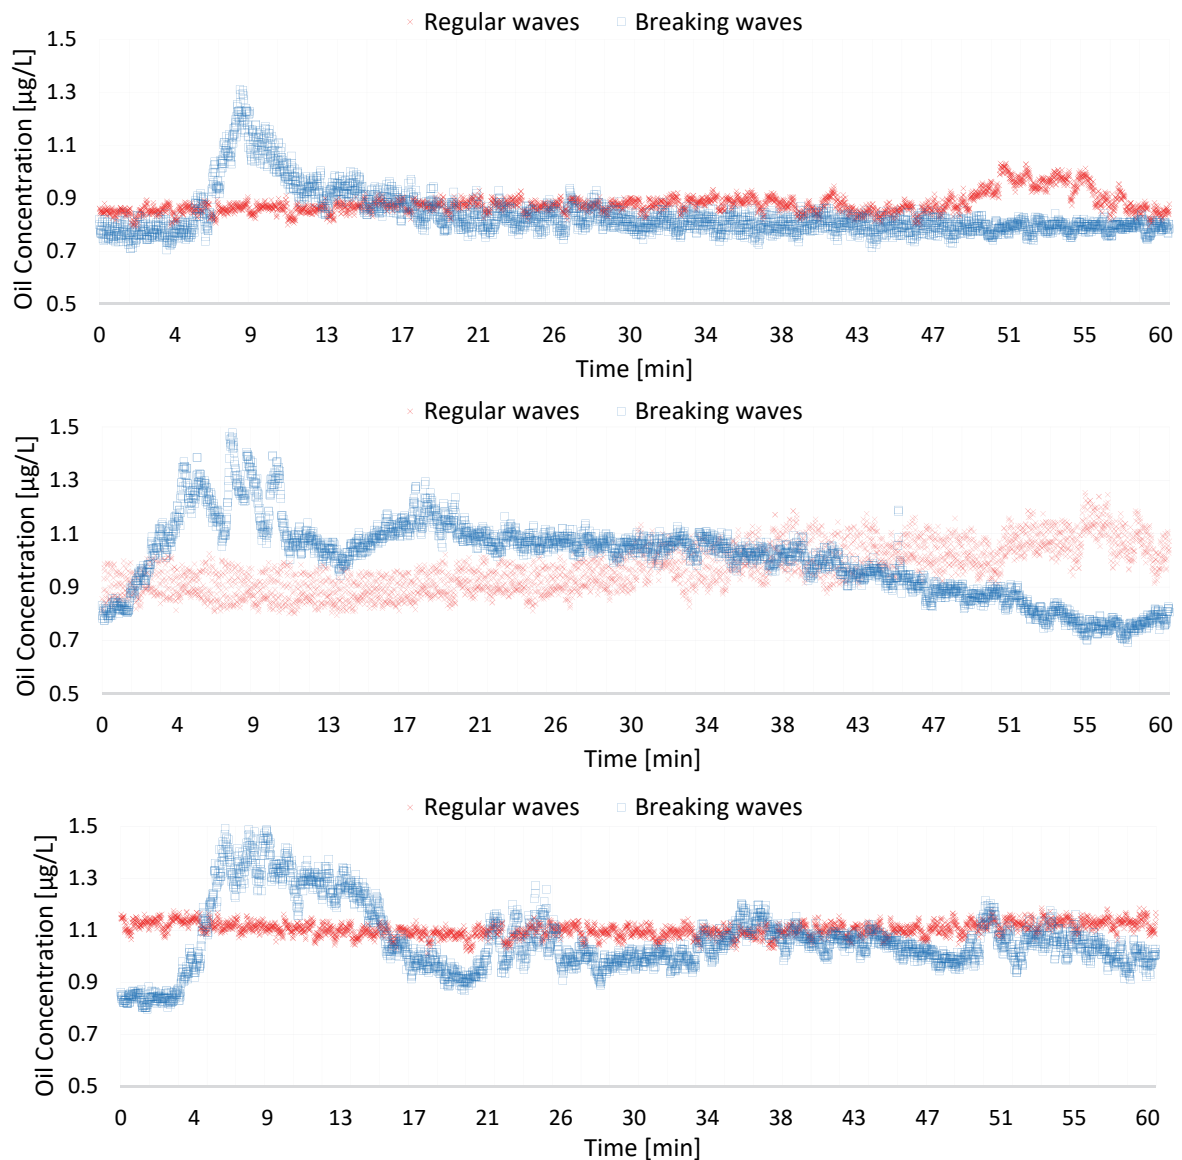 × Regular waves □ Breaking waves
Oil Concentration [µg/L]
1.5
1.3
1.1
0.9
0.7
0.5
0 4 9 13 17 21 26 30 34 38 43 47 51 55 60
Time [min]
× Regular waves □ Breaking waves
Oil Concentration [µg/L]
1.5
1.3
1.1
0.9
0.7
0.5
0 4 9 13 17 21 26 30 34 38 43 47 51 55 60
Time [min]
× Regular waves □ Breaking waves
Oil Concentration [µg/L]
1.5
1.3
1.1
0.9
0.7
0.5
0 4 9 13 17 21 26 30 34 38 43 47 51 55 60
Time [min]